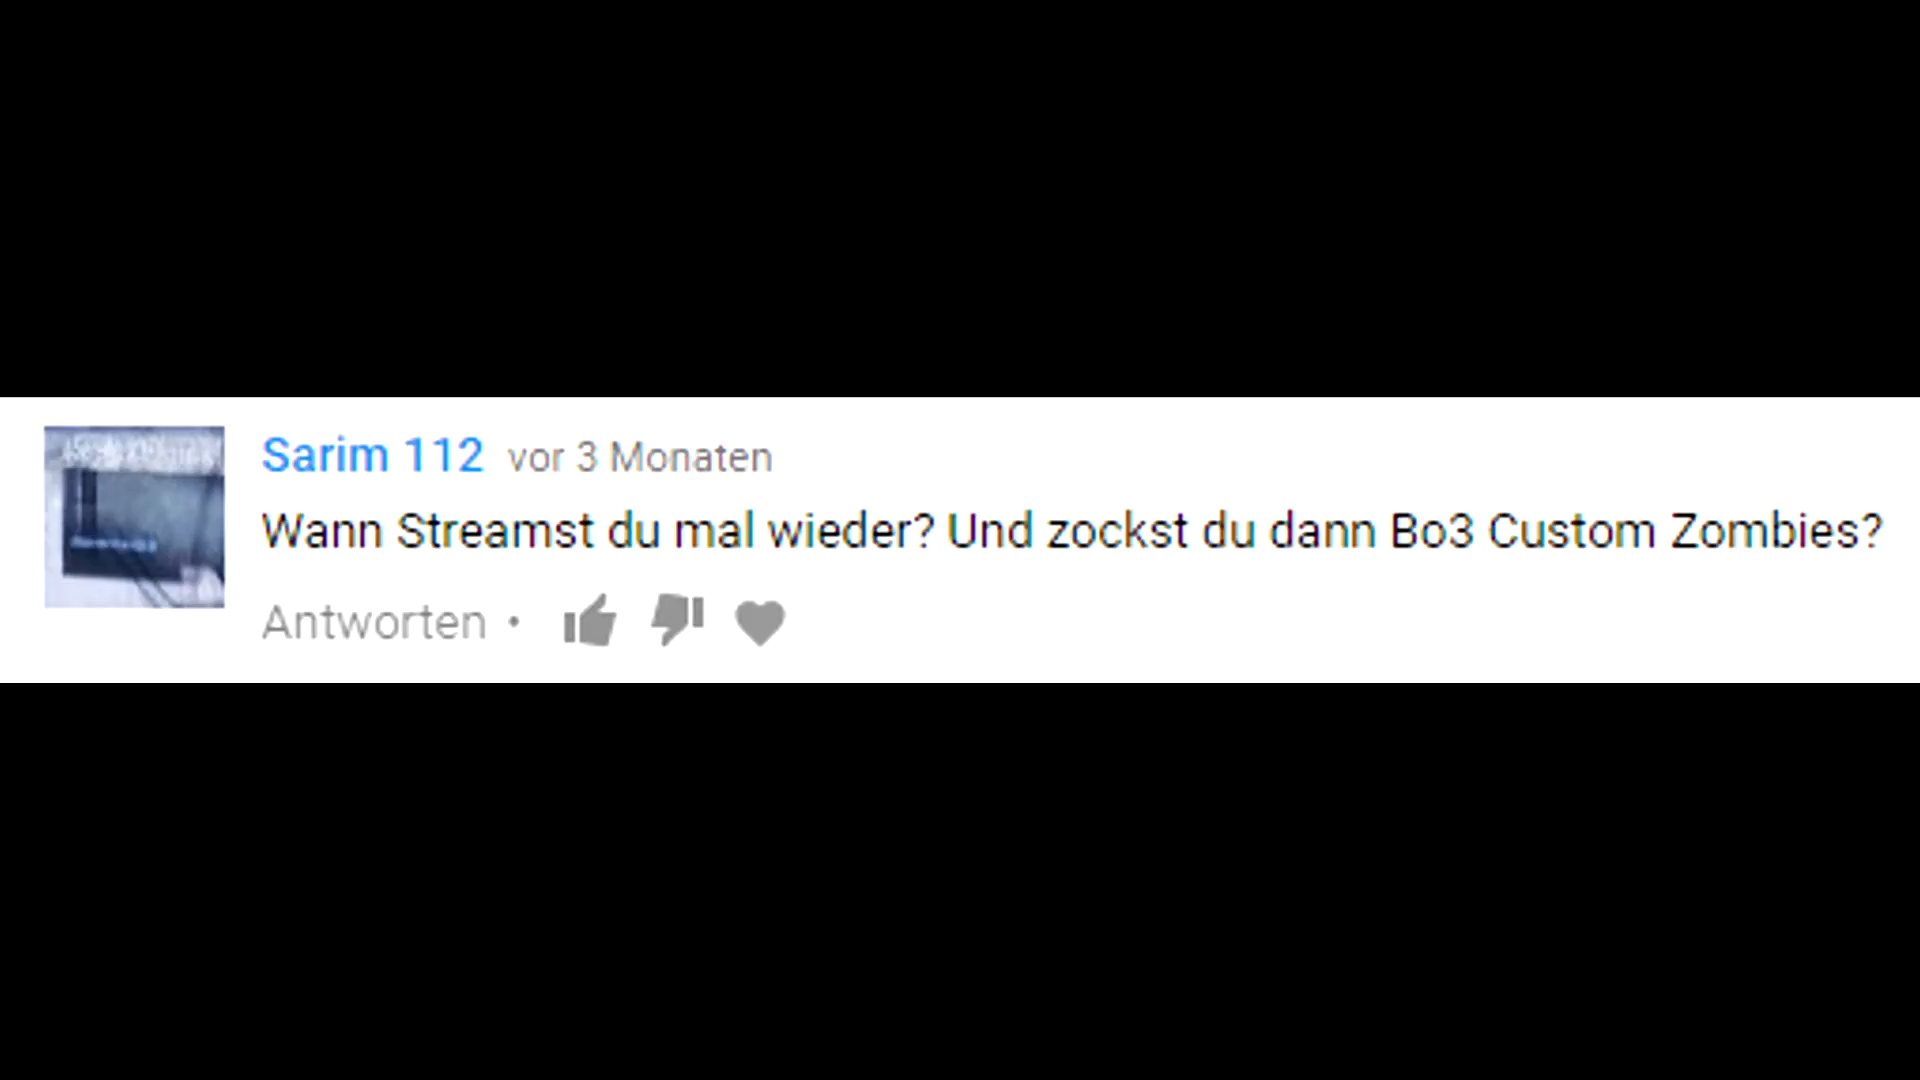 Sarim 112 vor 3 Monaten
Wann Streamst du mal wieder? Und zockst du dann Bo3 Custom Zombies?
Antworten •